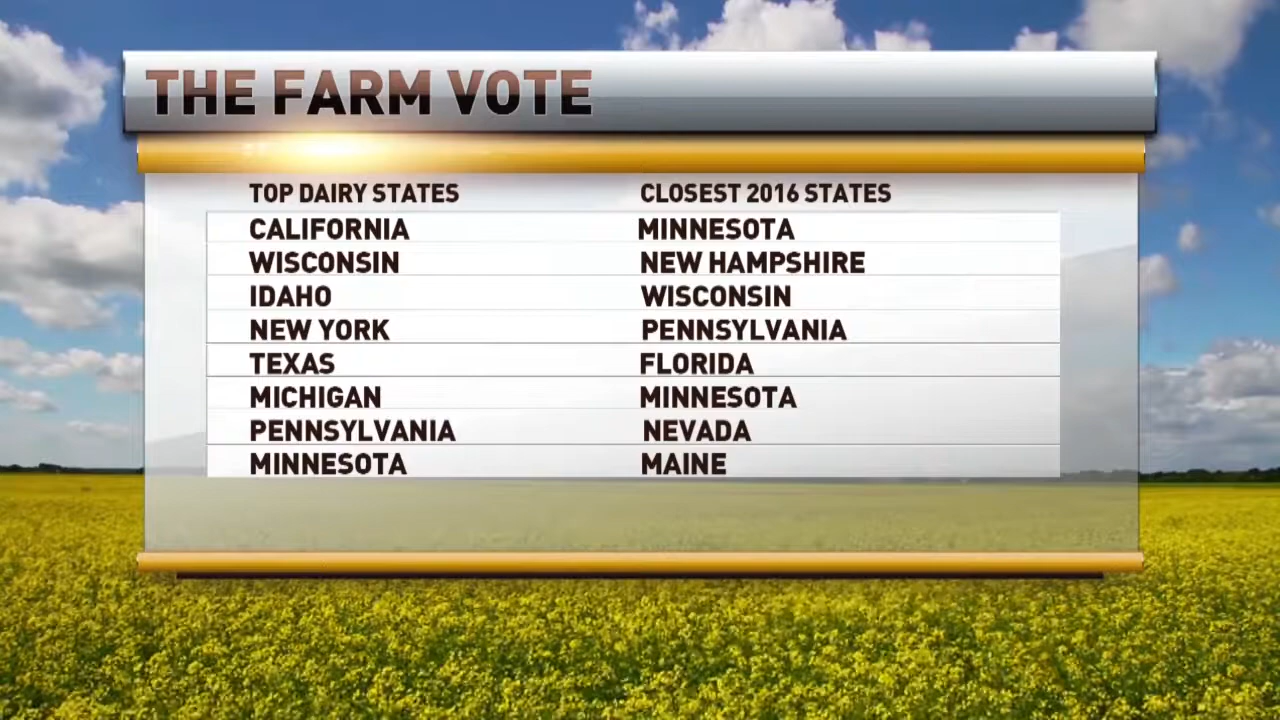 THE FARM VOTE
TOP DAIRY STATES CLOSEST 2016 STATES
CALIFORNIA MINNESOTA
WISCONSIN NEW HAMPSHIRE
IDAHO WISCONSIN
NEW YORK PENNSYLVANIA
TEXAS FLORIDA
MICHIGAN MINNESOTA
PENNSYLVANIA NEVADA
MINNESOTA MAINE